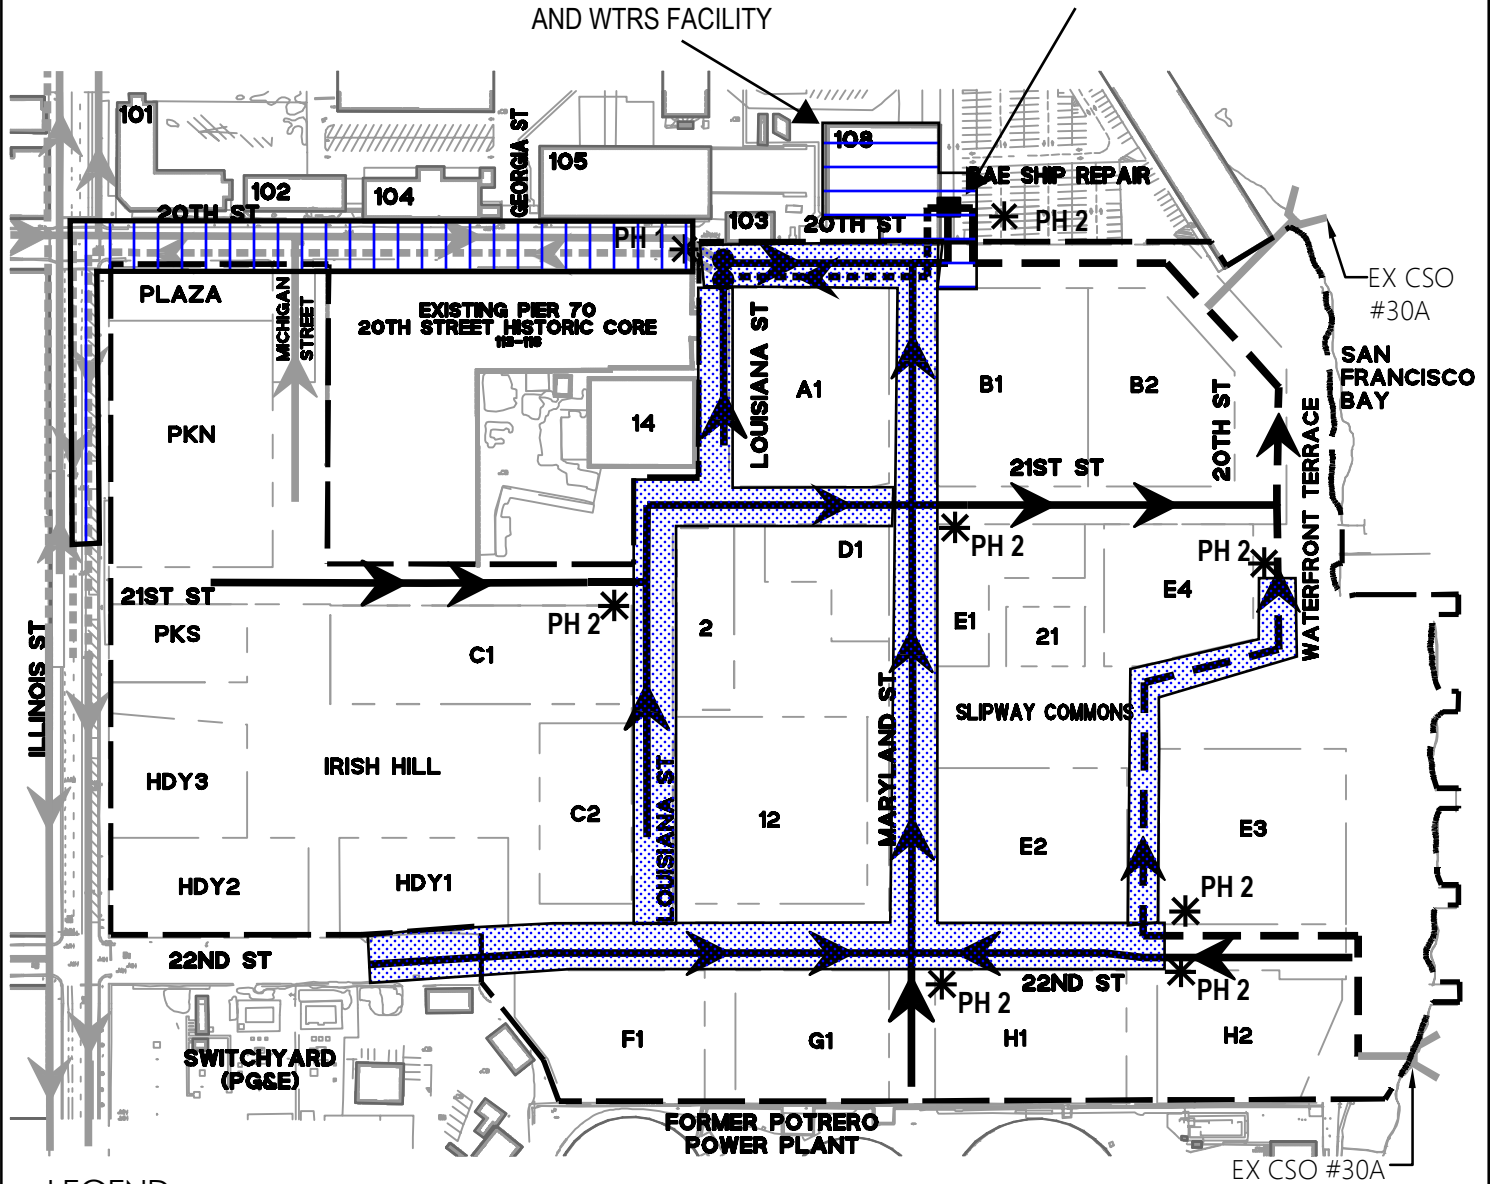 AND WTRS FACILITY
101
108
105
102
104
GEORGIA ST
BAE SHIP REPAIR
20TH ST
103
20TH ST
PH 2
PH 1
EX CSO
#30A
PLAZA
MICHIGAN
STREET
EXISTING PIER 70
20TH STREET HISTORIC CORE
LOUISIANA ST
A1
B1
B2
20TH ST
SAN
FRANCISCO
BAY
PKN
14
WATERFRONT TERRACE
21ST ST
PH 2
D1
PH 2
21ST ST
PH 2
E4
PKS
C1
2
E1
21
ILLINOIS ST
MARYLAND ST
SLIPWAY COMMONS
IRISH HILL
HDY3
LOUISIANA ST
C2
12
E2
E3
HDY2
HDY1
PH 2
22ND ST
22ND ST
PH 2
PH 2
F1
G1
H1
H2
SWITCHYARD
(PG&E)
FORMER POTRERO
POWER PLANT
EX CSO #30A
LEGEND